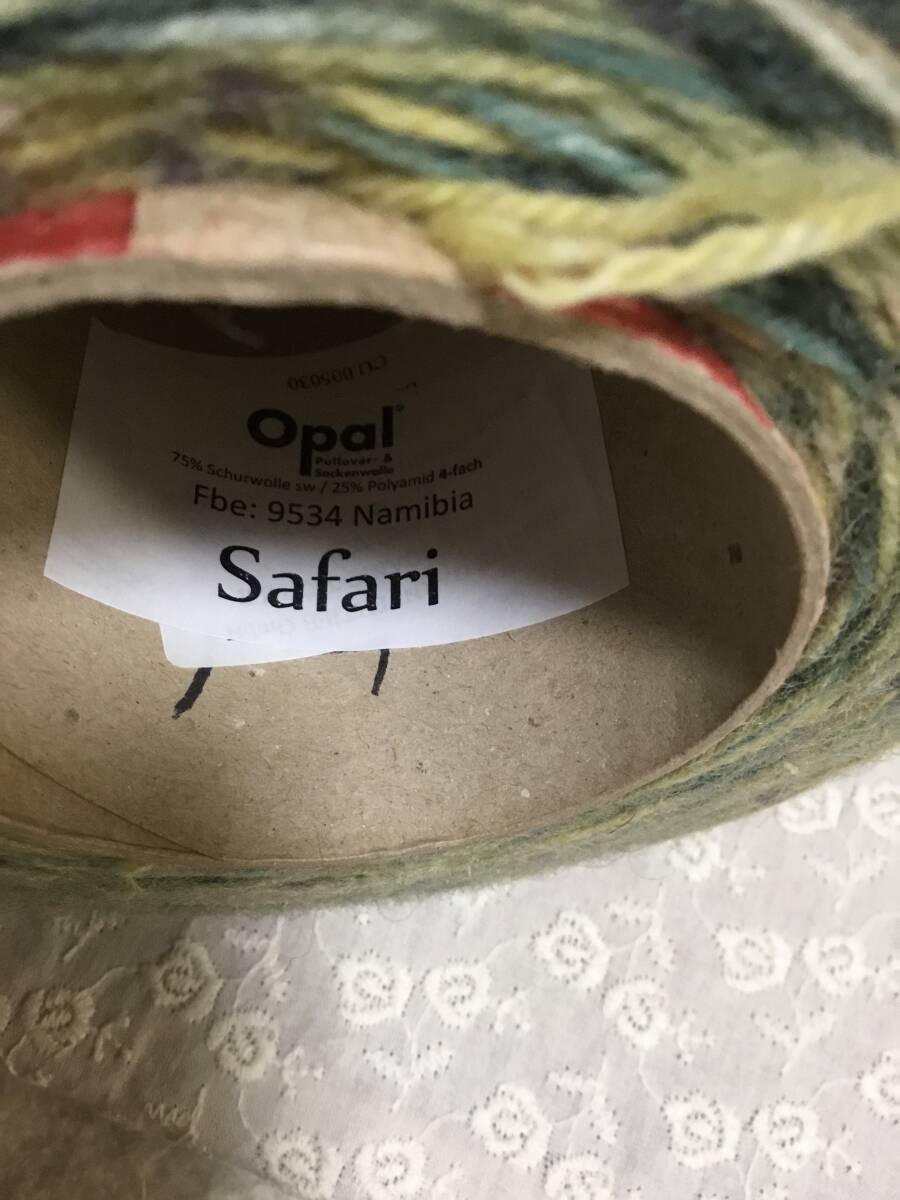 CU 005030
Opal®
Pullover- &
Sockenwolle
75% Schurwolle sw / 25% Polyamid 4-fach
Fbe: 9534 Namibia
Safari